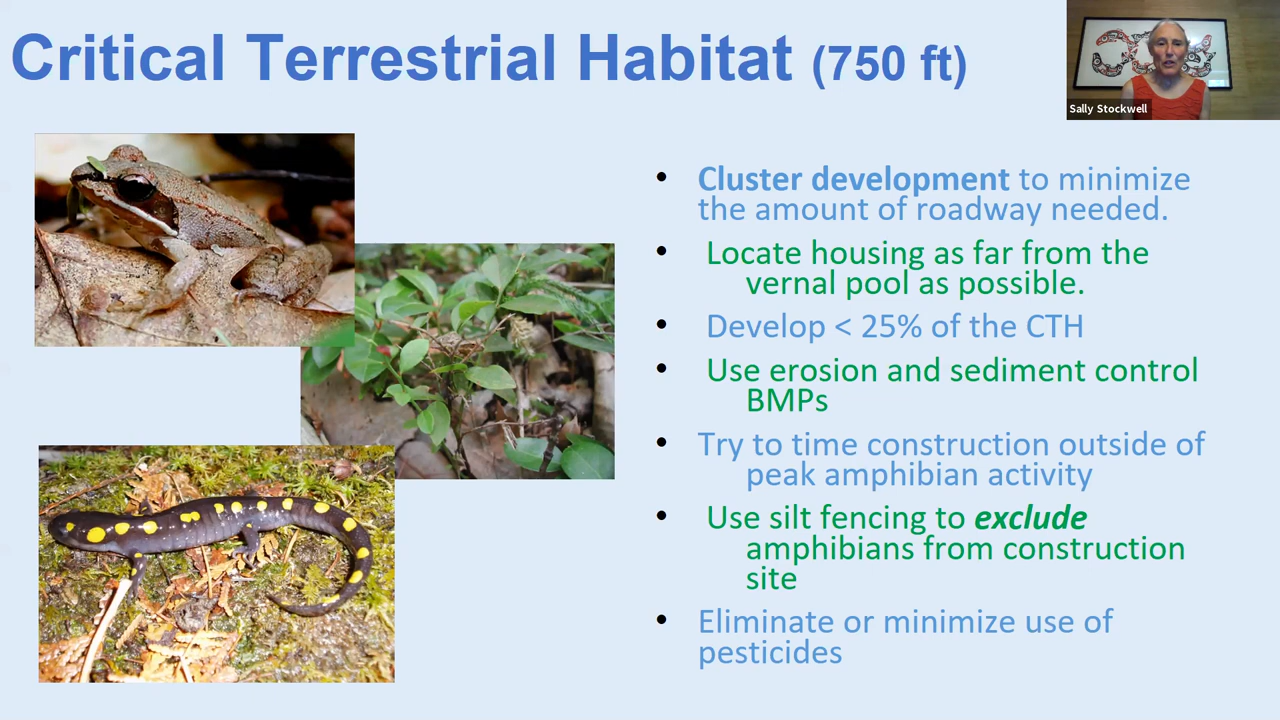 Critical Terrestrial Habitat (750 ft)
Sally Stockwell
• Cluster development to minimize
the amount of roadway needed.
• Locate housing as far from the
vernal pool as possible.
• Develop < 25% of the CTH
• Use erosion and sediment control
BMPs
• Try to time construction outside of
peak amphibian activity
• Use silt fencing to exclude
amphibians from construction
site
• Eliminate or minimize use of
pesticides